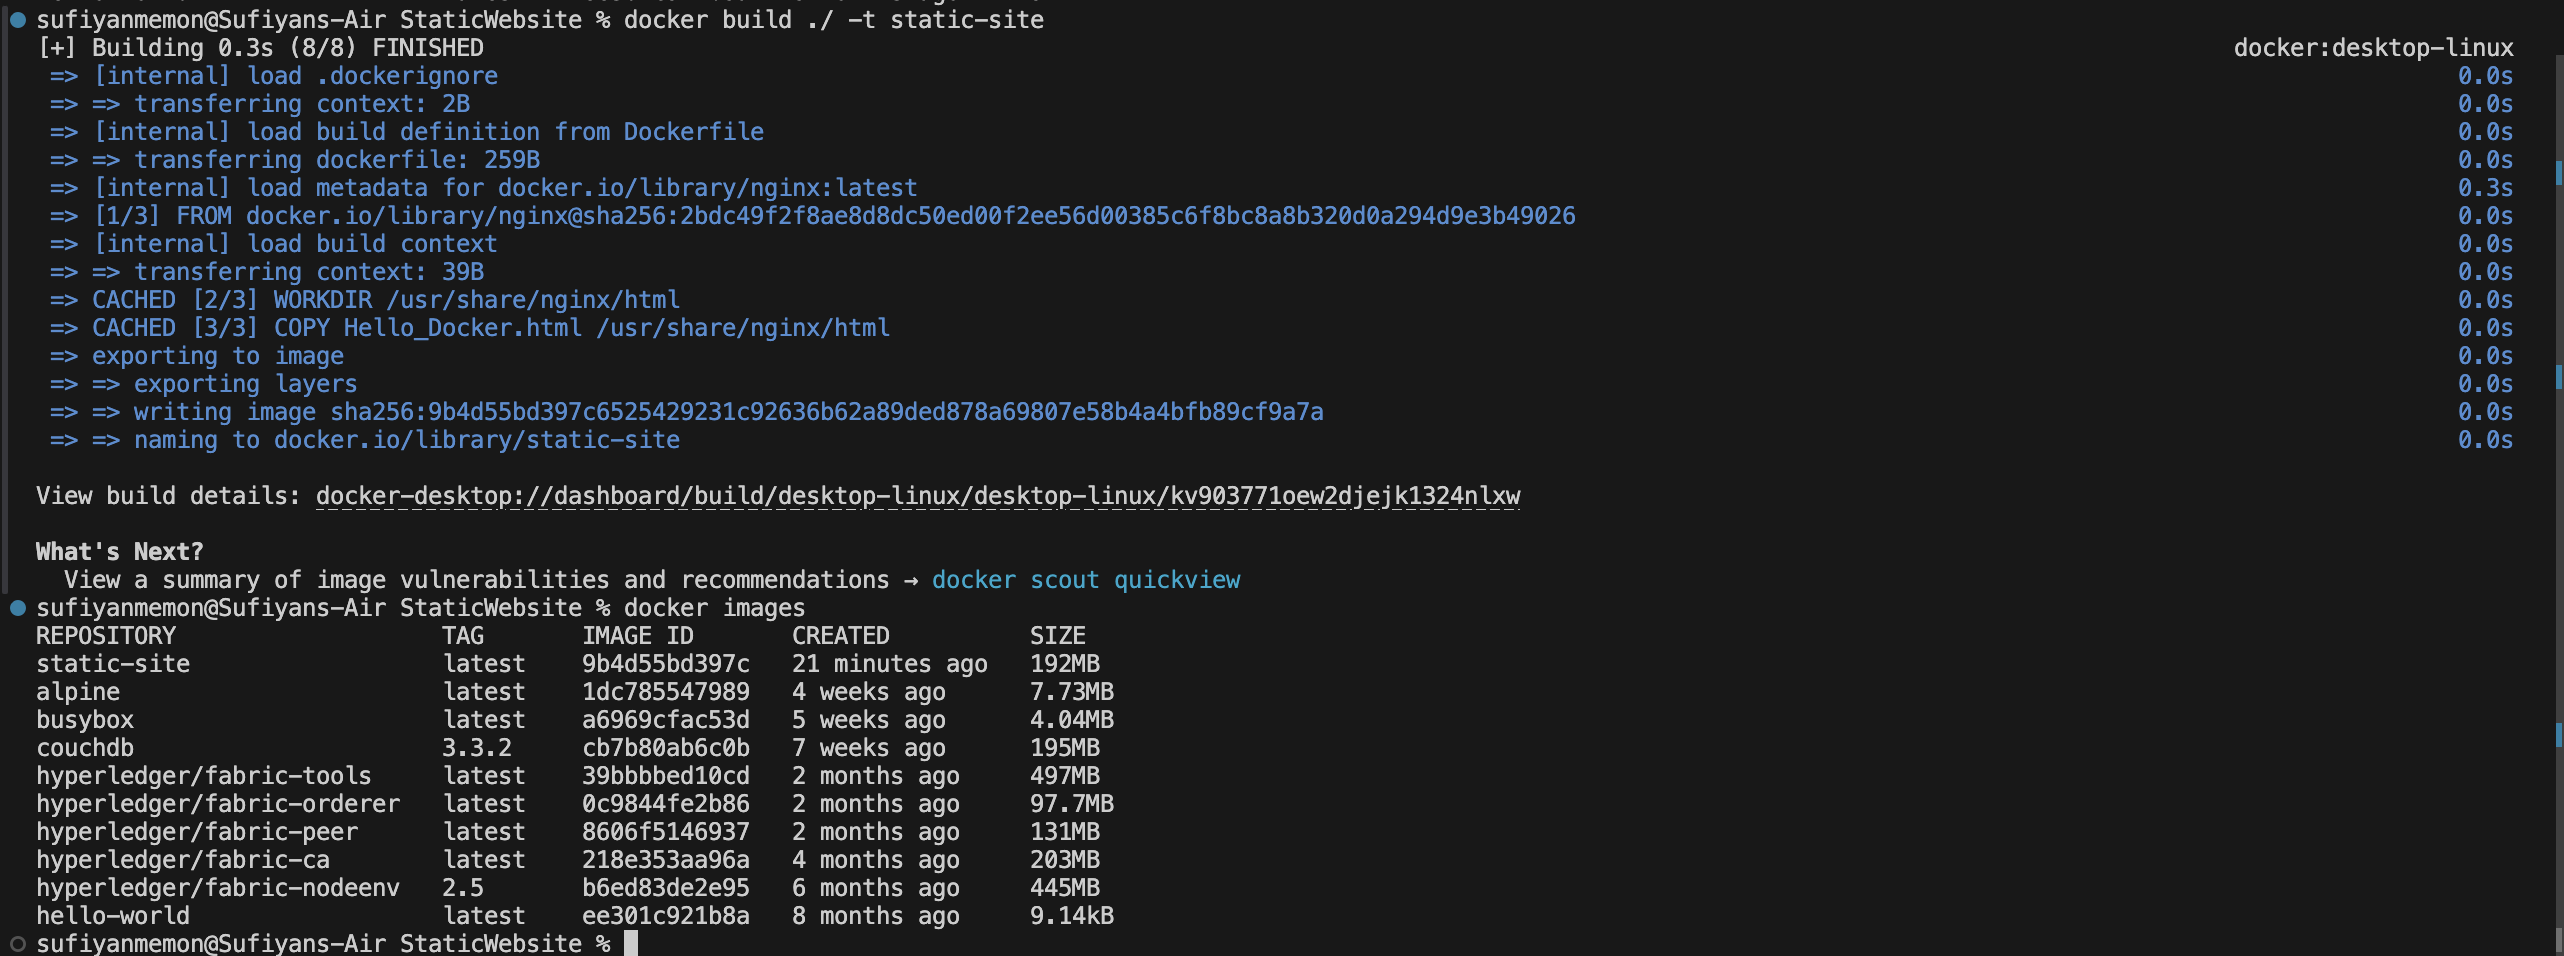 sufiyanmemon@Sufiyans-Air StaticWebsite % docker build ./ -t static-site
[+] Building 0.3s (8/8) FINISHED docker:desktop-linux
=> [internal] load .dockerignore 0.0s
=> => transferring context: 2B 0.0s
=> [internal] load build definition from Dockerfile 0.0s
=> => transferring dockerfile: 259B 0.0s
=> [internal] load metadata for docker.io/library/nginx:latest 0.3s
=> [1/3] FROM docker.io/library/nginx@sha256:2bdc49f2f8ae8d8dc50ed00f2ee56d00385c6f8bc8a8b320d0a294d9e3b49026 0.0s
=> [internal] load build context 0.0s
=> => transferring context: 39B 0.0s
=> CACHED [2/3] WORKDIR /usr/share/nginx/html 0.0s
=> CACHED [3/3] COPY Hello_Docker.html /usr/share/nginx/html 0.0s
=> exporting to image 0.0s
=> => exporting layers 0.0s
=> => writing image sha256:9b4d55bd397c6525429231c92636b62a89ded878a69807e58b4a4bfb89cf9a7a 0.0s
=> => naming to docker.io/library/static-site 0.0s
View build details: docker-desktop://dashboard/build/desktop-linux/desktop-linux/kv903771oew2djejk1324nlxw
What's Next?
View a summary of image vulnerabilities and recommendations → docker scout quickview
sufiyanmemon@Sufiyans-Air StaticWebsite % docker images
REPOSITORY TAG IMAGE ID CREATED SIZE
static-site latest 9b4d55bd397c 21 minutes ago 192MB
alpine latest 1dc785547989 4 weeks ago 7.73MB
busybox latest a6969cfac53d 5 weeks ago 4.04MB
couchdb 3.3.2 cb7b80ab6c0b 7 weeks ago 195MB
hyperledger/fabric-tools latest 39bbbbed10cd 2 months ago 497MB
hyperledger/fabric-orderer latest 0c9844fe2b86 2 months ago 97.7MB
hyperledger/fabric-peer latest 8606f5146937 2 months ago 131MB
hyperledger/fabric-ca latest 218e353aa96a 4 months ago 203MB
hyperledger/fabric-nodeenv 2.5 b6ed83de2e95 6 months ago 445MB
hello-world latest ee301c921b8a 8 months ago 9.14kB
sufiyanmemon@Sufiyans-Air StaticWebsite %